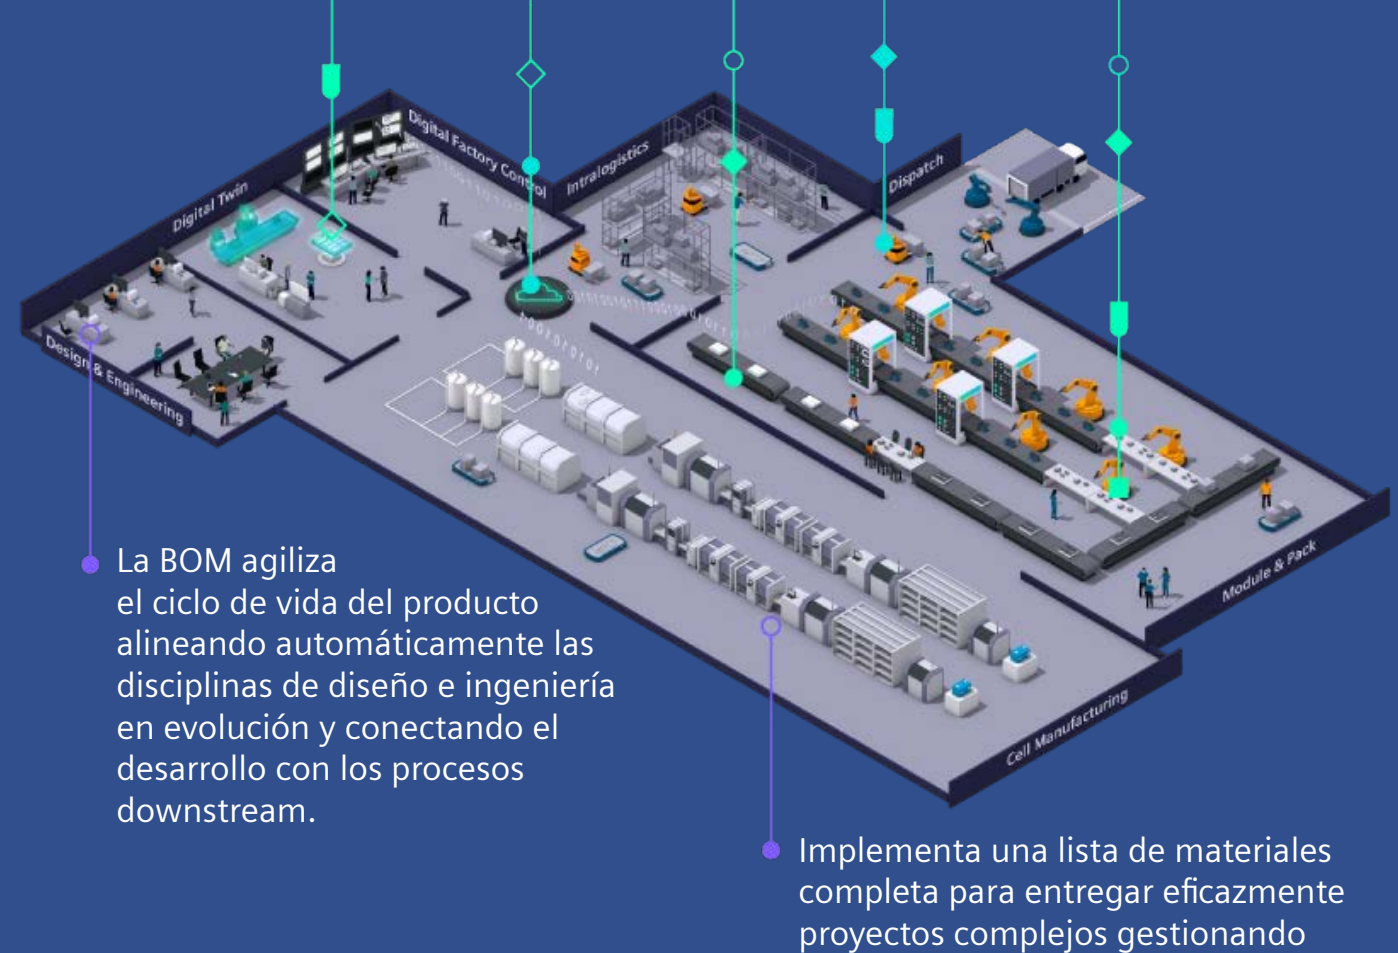 Digital Twin
Digital Factory Control
Intralogistics
Dispatch
Design & Engineering
Module & Pack
Cell Manufacturing
La BOM agiliza
el ciclo de vida del producto
alineando automáticamente las
disciplinas de diseño e ingeniería
en evolución y conectando el
desarrollo con los procesos
downstream.
Implementa una lista de materiales
completa para entregar eficazmente
proyectos complejos gestionando